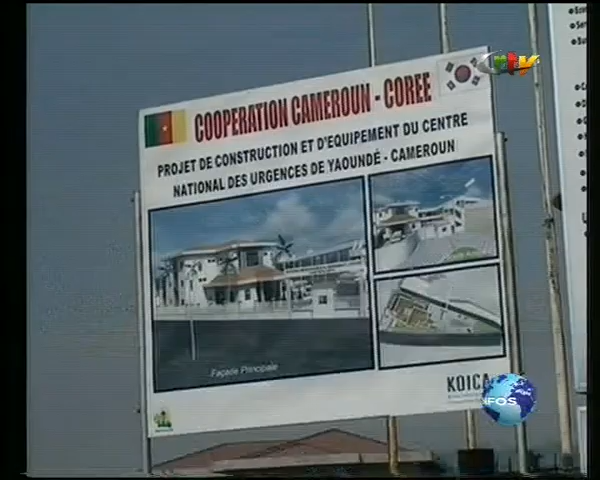 crtv
COOPERATION CAMEROUN - COREE
PROJET DE CONSTRUCTION ET D'EQUIPEMENT DU CENTRE
NATIONAL DES URGENCES DE YAOUNDÉ - CAMEROUN
Façade Principale
KOICA
INFOS